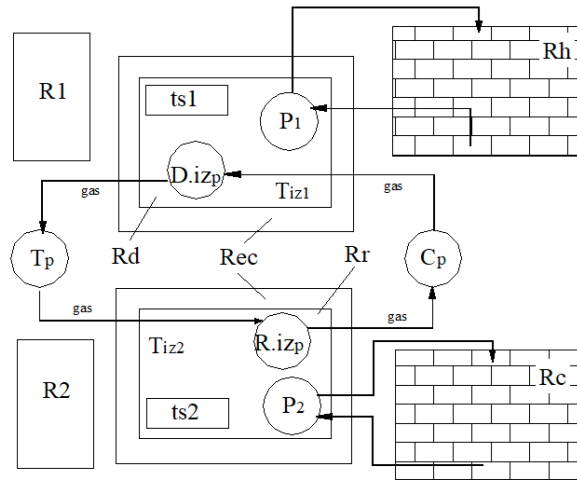 R1
ts1
P1
Rh
D.izp
Tiz1
gas
gas
Tp
Rd
Rec
Rr
Cp
gas
gas
Tiz2
R.izp
R2
ts2
P2
Rc